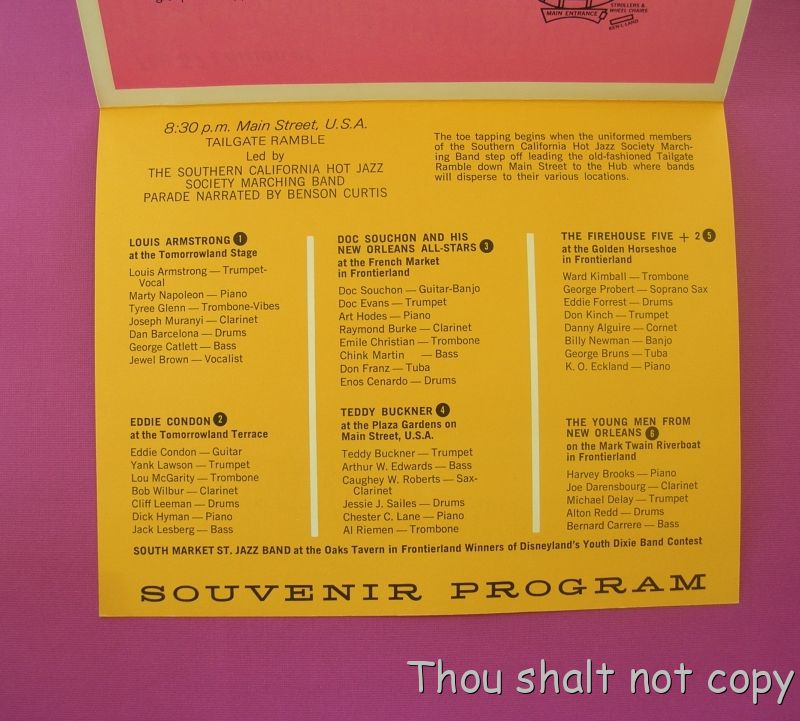 STROLLERS &
WHEEL CHAIRS
MAIN ENTRANCE
KEN-L LAND
8:30 p.m. Main Street, U.S.A.
TAILGATE RAMBLE
Led by
THE SOUTHERN CALIFORNIA HOT JAZZ
SOCIETY MARCHING BAND
PARADE NARRATED BY BENSON CURTIS
The toe tapping begins when the uniformed members
of the Southern California Hot Jazz Society March-
ing Band step off leading the old-fashioned Tailgate
Ramble down Main Street to the Hub where bands
will disperse to their various locations.
LOUIS ARMSTRONG 1
at the Tomorrowland Stage
Louis Armstrong — Trumpet-
Vocal
Marty Napoleon — Piano
Tyree Glenn — Trombone-Vibes
Joseph Muranyi — Clarinet
Dan Barcelona — Drums
George Catlett — Bass
Jewel Brown — Vocalist
EDDIE CONDON 2
at the Tomorrowland Terrace
Eddie Condon — Guitar
Yank Lawson — Trumpet
Lou McGarity — Trombone
Bob Wilbur — Clarinet
Cliff Leeman — Drums
Dick Hyman — Piano
Jack Lesberg — Bass
DOC SOUCHON AND HIS
NEW ORLEANS ALL-STARS 3
at the French Market
in Frontierland
Doc Souchon — Guitar-Banjo
Doc Evans — Trumpet
Art Hodes — Piano
Raymond Burke — Clarinet
Emile Christian — Trombone
Chink Martin — Bass
Don Franz — Tuba
Enos Cenardo — Drums
TEDDY BUCKNER 4
at the Plaza Gardens on
Main Street, U.S.A.
Teddy Buckner — Trumpet
Arthur W. Edwards — Bass
Caughey W. Roberts — Sax-
Clarinet
Jessie J. Sailes — Drums
Chester C. Lane — Piano
Al Riemen — Trombone
THE FIREHOUSE FIVE + 2 5
at the Golden Horseshoe
in Frontierland
Ward Kimball — Trombone
George Probert — Soprano Sax
Eddie Forrest — Drums
Don Kinch — Trumpet
Danny Alguire — Cornet
Billy Newman — Banjo
George Bruns — Tuba
K. O. Eckland — Piano
THE YOUNG MEN FROM
NEW ORLEANS 6
on the Mark Twain Riverboat
in Frontierland
Harvey Brooks — Piano
Joe Darensbourg — Clarinet
Michael Delay — Trumpet
Alton Redd — Drums
Bernard Carrere — Bass
SOUTH MARKET ST. JAZZ BAND at the Oaks Tavern in Frontierland Winners of Disneyland's Youth Dixie Band Contest
SOUVENIR PROGRAM
Thou shalt not copy